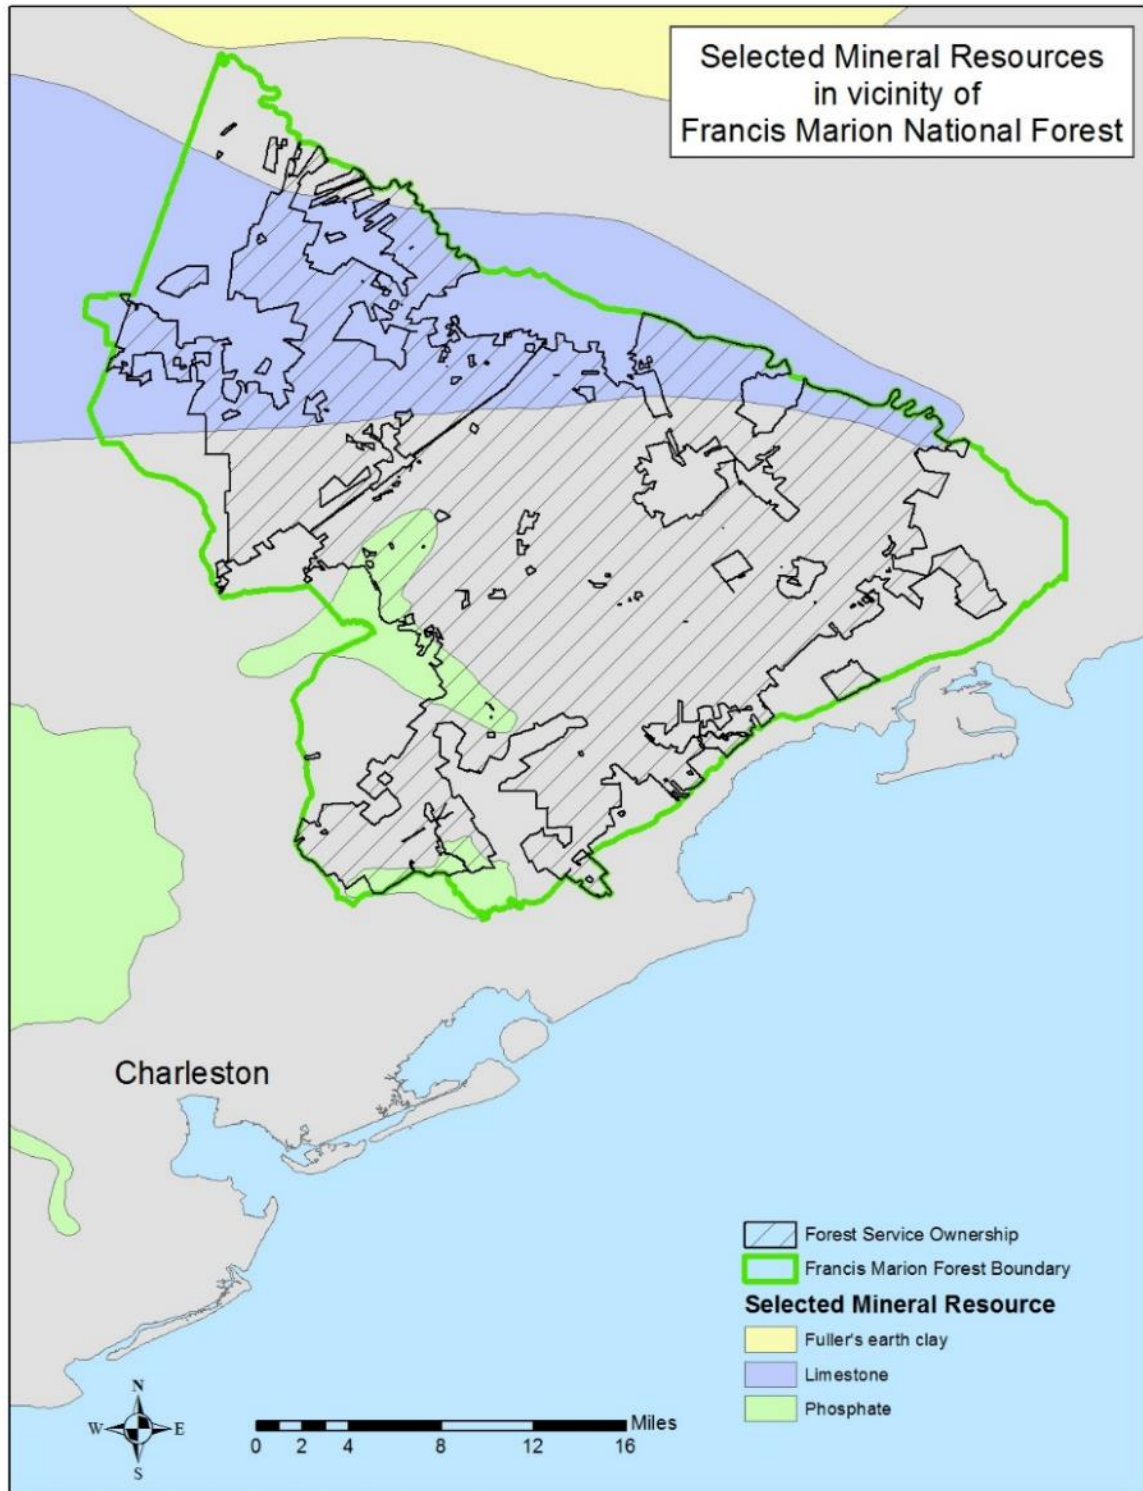 Selected Mineral Resources
in vicinity of
Francis Marion National Forest
Charleston
Forest Service Ownership
Francis Marion Forest Boundary
Selected Mineral Resource
Fuller's earth clay
Limestone
Phosphate
N
W E
S
Miles
0 2 4 8 12 16